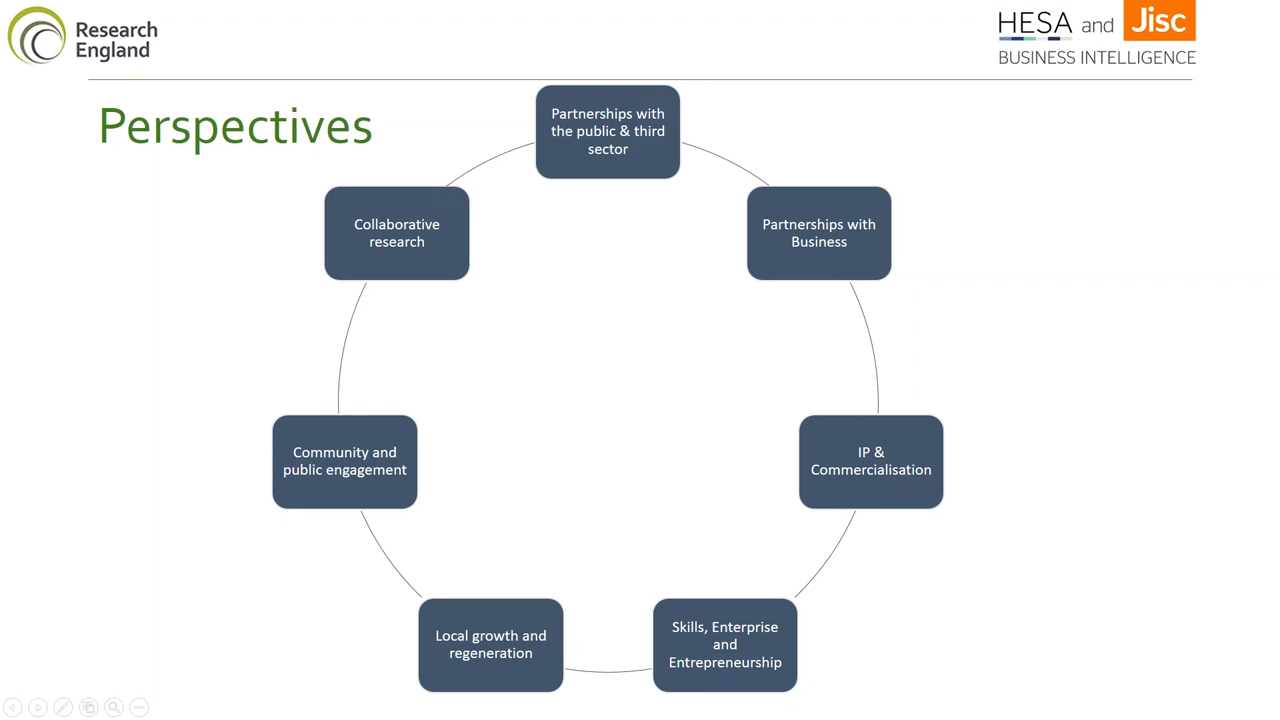 Research
England
HESA and Jisc
BUSINESS INTELLIGENCE
Perspectives
Partnerships with
the public & third
sector
Partnerships with
Business
IP &
Commercialisation
Skills, Enterprise
and
Entrepreneurship
Local growth and
regeneration
Community and
public engagement
Collaborative
research